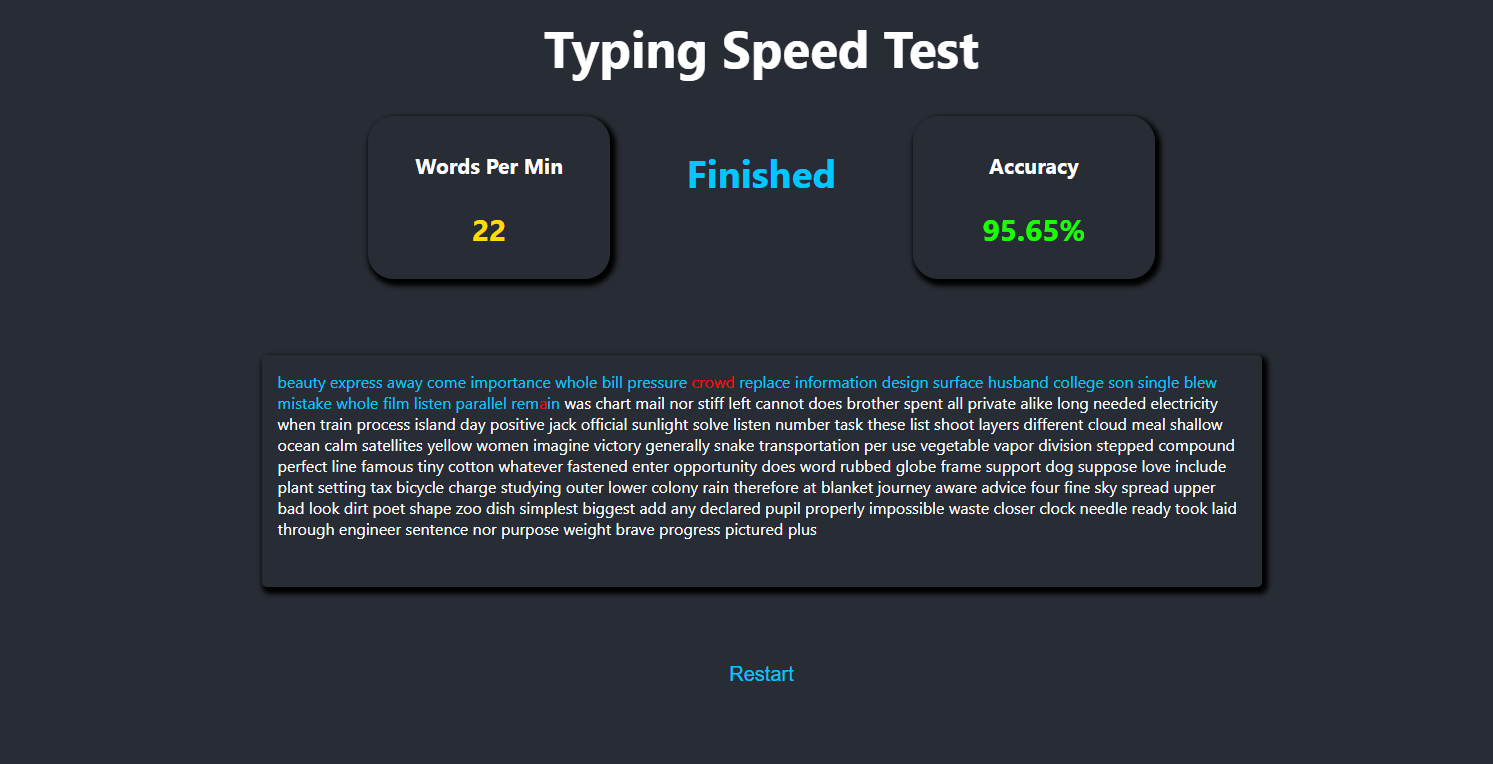 Typing Speed Test
Words Per Min
Finished
Accuracy
22
95.65%
beauty express away come importance whole bill pressure crowd replace information design surface husband college son single blew
mistake whole film listen parallel remain was chart mail nor stiff left cannot does brother spent all private alike long needed electricity
when train process island day positive jack official sunlight solve listen number task these list shoot layers different cloud meal shallow
ocean calm satellites yellow women imagine victory generally snake transportation per use vegetable vapor division stepped compound
perfect line famous tiny cotton whatever fastened enter opportunity does word rubbed globe frame support dog suppose love include
plant setting tax bicycle charge studying outer lower colony rain therefore at blanket journey aware advice four fine sky spread upper
bad look dirt poet shape zoo dish simplest biggest add any declared pupil properly impossible waste closer clock needle ready took laid
through engineer sentence nor purpose weight brave progress pictured plus
Restart